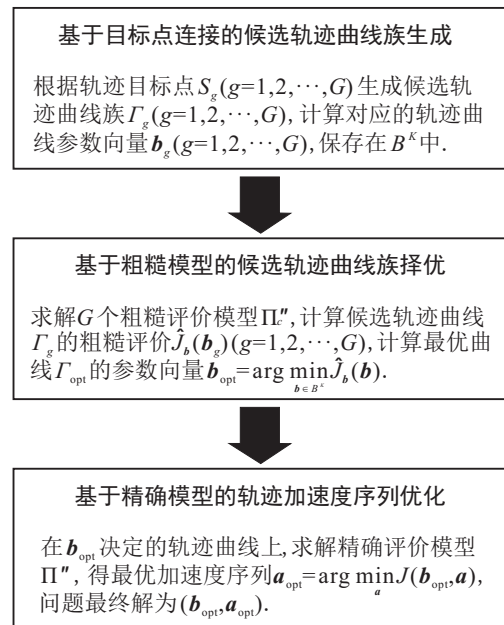 基于目标点连接的候选轨迹曲线族生成
根据轨迹目标点S_g(g=1,2,⋯,G)生成候选轨
迹曲线族Γ_g(g=1,2,⋯,G),计算对应的轨迹曲
线参数向量b_g(g=1,2,⋯,G),保存在B^K中.
基于粗糙模型的候选轨迹曲线族择优
求解G个粗糙评价模型Π_c″,计算候选轨迹曲线
Γ_g的粗糙评价Ĵ_b(b_g)(g=1,2,⋯,G),计算最优曲
线Γ_opt的参数向量b_opt=arg min_{b∈B^K} Ĵ_b(b).
基于精确模型的轨迹加速度序列优化
在b_opt决定的轨迹曲线上,求解精确评价模型
Π″, 得最优加速度序列a_opt=arg min_a J(b_opt,a),
问题最终解为(b_opt,a_opt).